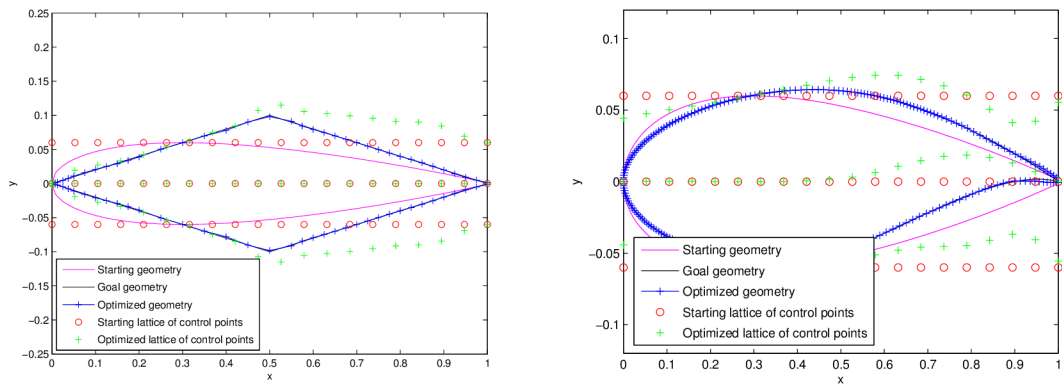 0.25
0.2
0.15
0.1
0.05
0
−0.05
−0.1
−0.15
−0.2
−0.25
y
0 0.1 0.2 0.3 0.4 0.5 0.6 0.7 0.8 0.9 1
x
Starting geometry
Goal geometry
Optimized geometry
Starting lattice of control points
Optimized lattice of control points
0.1
0.05
0
−0.05
−0.1
y
0 0.1 0.2 0.3 0.4 0.5 0.6 0.7 0.8 0.9 1
x
Starting geometry
Goal geometry
Optimized geometry
Starting lattice of control points
Optimized lattice of control points